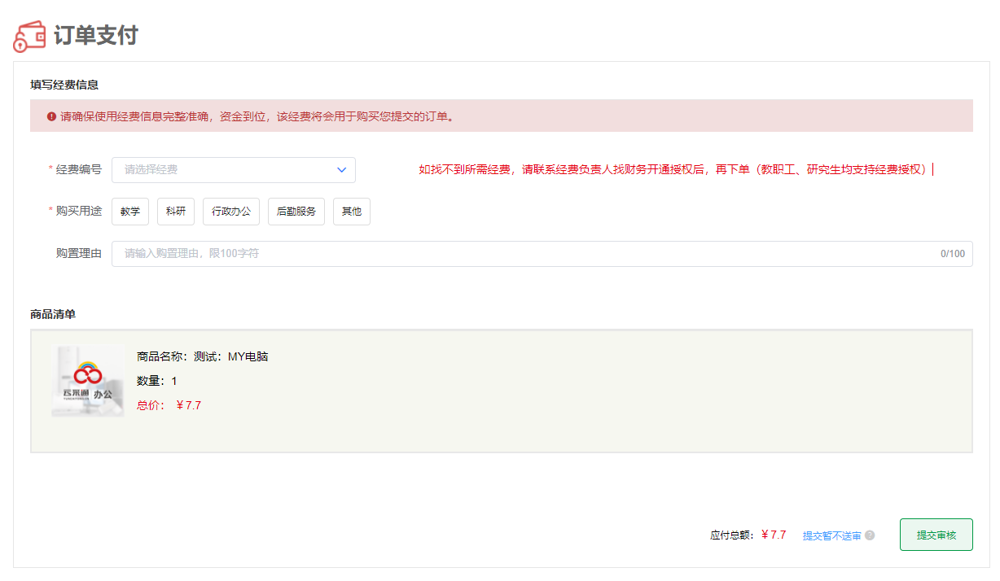 订单支付
填写经费信息
请确保使用经费信息完整准确，资金到位，该经费将会用于购买您提交的订单。
* 经费编号 请选择经费 如找不到所需经费，请联系经费负责人找财务开通授权后，再下单（教职工、研究生均支持经费授权）
* 购买用途 教学 科研 行政办公 后勤服务 其他
购置理由 请输入购置理由，限100字符 0/100
商品清单
商品名称：测试：MY电脑
数量：1
总价：￥7.7
云采通 办公
应付总额：￥7.7 提交暂不送审 提交审核